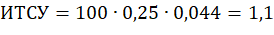 ИТСУ = 100 · 0,25 · 0,044 = 1,1